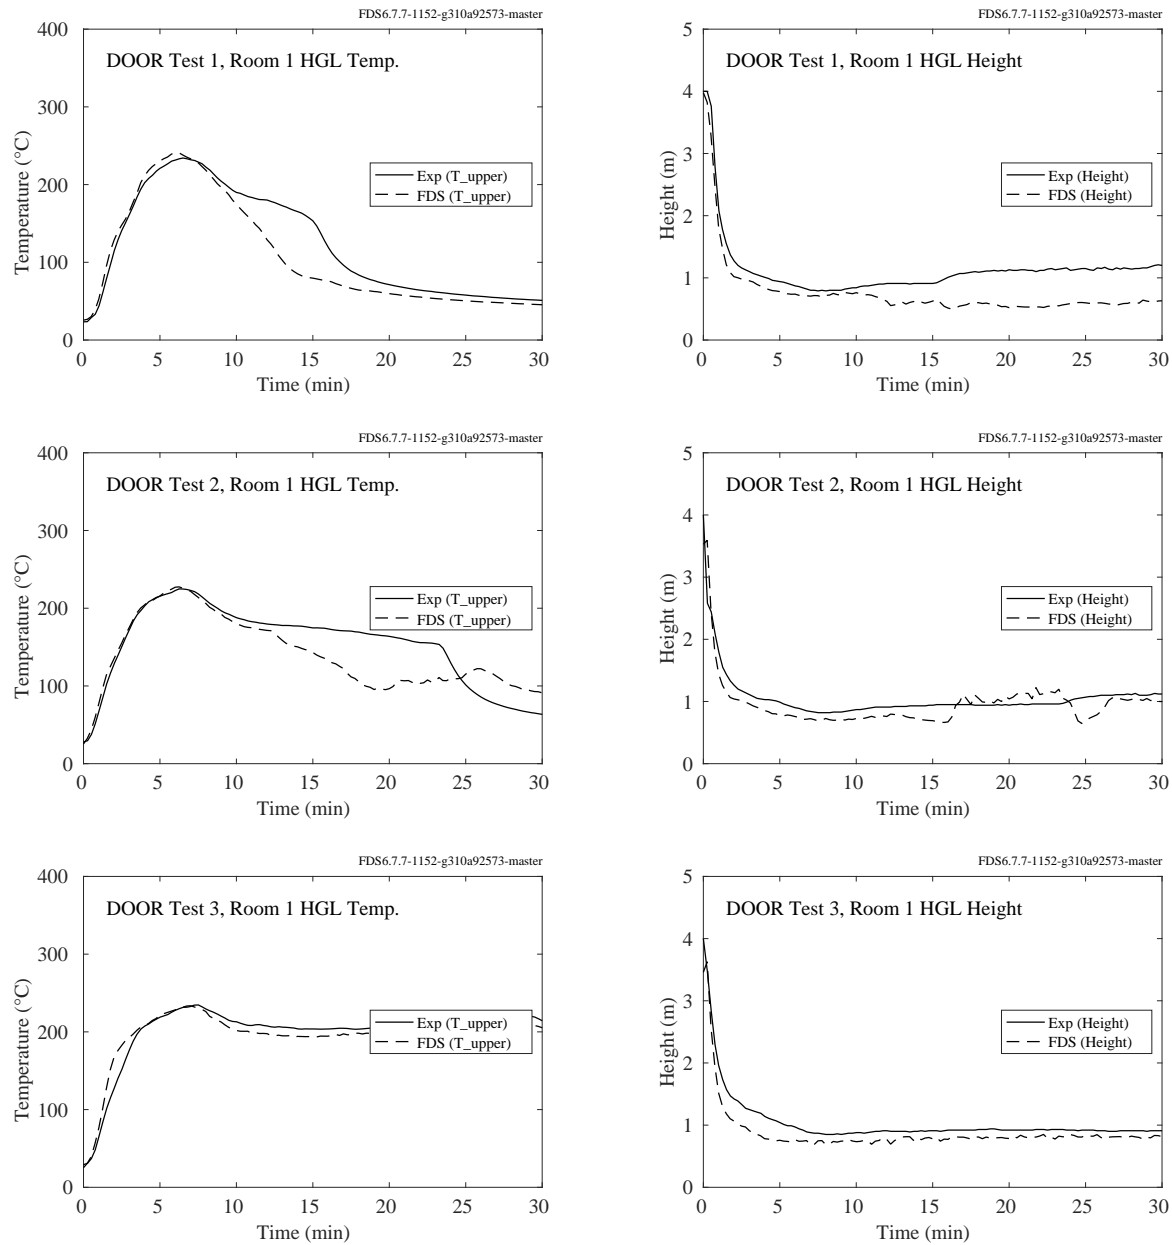 FDS6.7.7-1152-g310a92573-master
DOOR Test 1, Room 1 HGL Temp.
Temperature (°C)
400
300
200
100
0
Exp (T_upper)
FDS (T_upper)
0 5 10 15 20 25 30
Time (min)
FDS6.7.7-1152-g310a92573-master
DOOR Test 1, Room 1 HGL Height
Height (m)
5
4
3
2
1
0
Exp (Height)
FDS (Height)
0 5 10 15 20 25 30
Time (min)
FDS6.7.7-1152-g310a92573-master
DOOR Test 2, Room 1 HGL Temp.
Temperature (°C)
400
300
200
100
0
Exp (T_upper)
FDS (T_upper)
0 5 10 15 20 25 30
Time (min)
FDS6.7.7-1152-g310a92573-master
DOOR Test 2, Room 1 HGL Height
Height (m)
5
4
3
2
1
0
Exp (Height)
FDS (Height)
0 5 10 15 20 25 30
Time (min)
FDS6.7.7-1152-g310a92573-master
DOOR Test 3, Room 1 HGL Temp.
Temperature (°C)
400
300
200
100
0
Exp (T_upper)
FDS (T_upper)
0 5 10 15 20 25 30
Time (min)
FDS6.7.7-1152-g310a92573-master
DOOR Test 3, Room 1 HGL Height
Height (m)
5
4
3
2
1
0
Exp (Height)
FDS (Height)
0 5 10 15 20 25 30
Time (min)